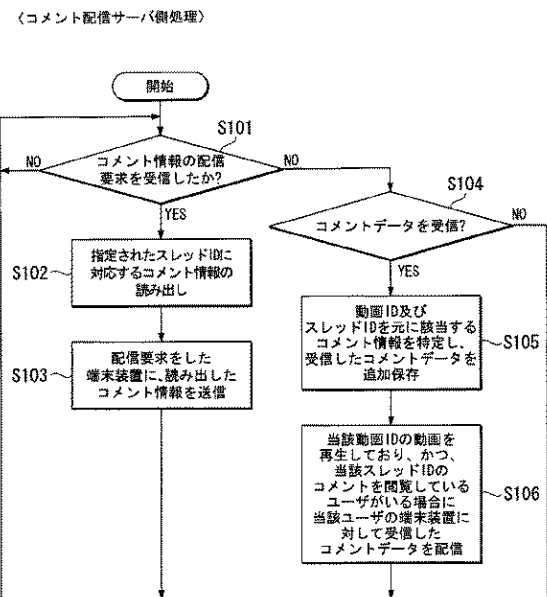 〈コメント配信サーバ側処理〉
開始
S101
コメント情報の配信
要求を受信したか?
NO
NO
YES
S104
コメントデータを受信?
NO
YES
S102
指定されたスレッドIDに
対応するコメント情報の
読み出し
S103
配信要求をした
端末装置に、読み出した
コメント情報を送信
動画ID及び
スレッドIDを元に該当する
コメント情報を特定し、
受信したコメントデータを
追加保存
S105
当該動画IDの動画を
再生しており、かつ、
当該スレッドIDの
コメントを閲覧している
ユーザがいる場合に
当該ユーザの端末装置に
対して受信した
コメントデータを配信
S106